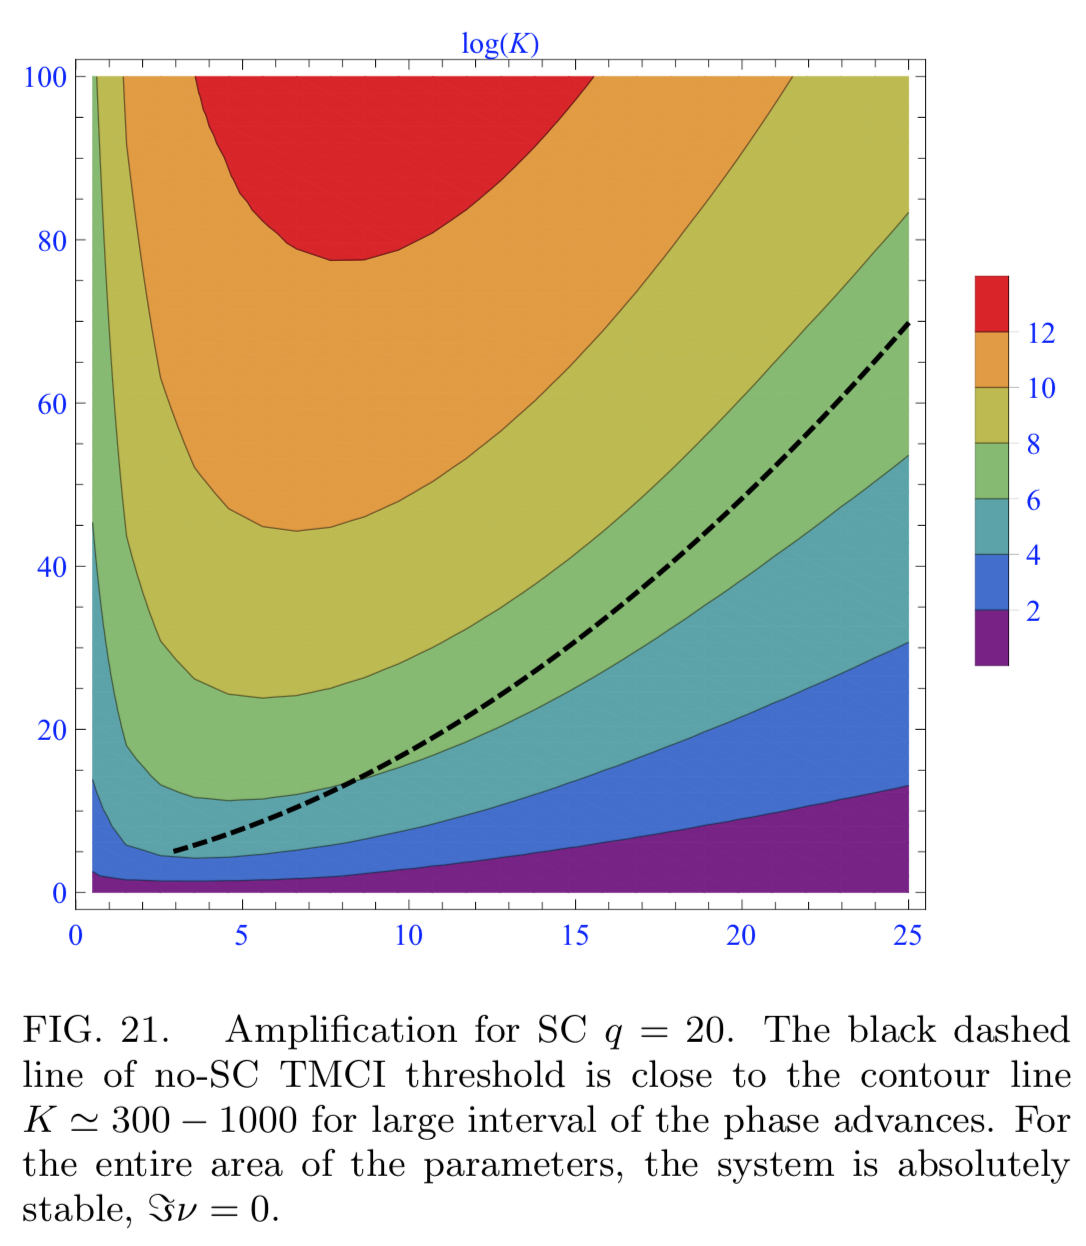 log(K)
100
80
60
40
20
0
0 5 10 15 20 25
12
10
8
6
4
2
FIG. 21. Amplification for SC q = 20. The black dashed
line of no-SC TMCI threshold is close to the contour line
K ≃ 300 − 1000 for large interval of the phase advances. For
the entire area of the parameters, the system is absolutely
stable, ℑν = 0.